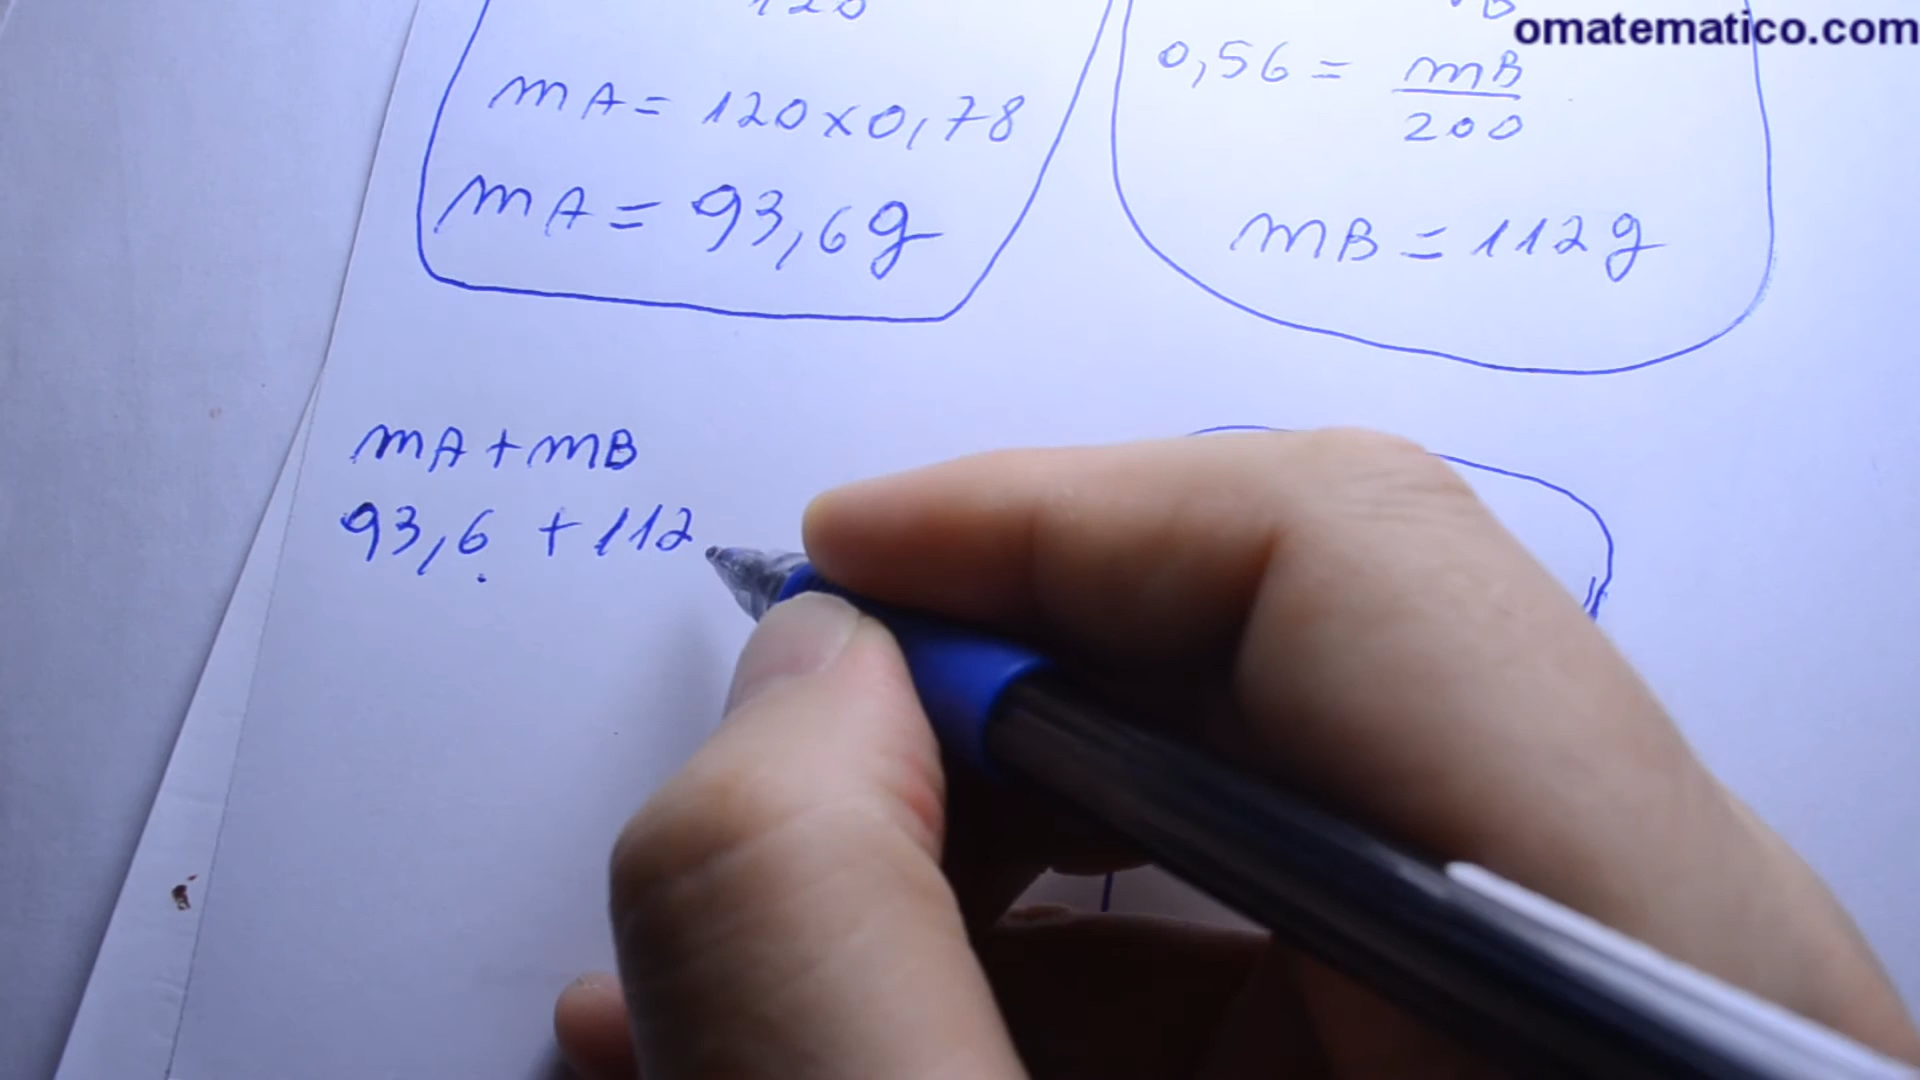 omatematico.com
120
mA = 120x0,78
mA = 93,6g
0,56 = mB
200
mB = 112g
mA + mB
93,6 + 112